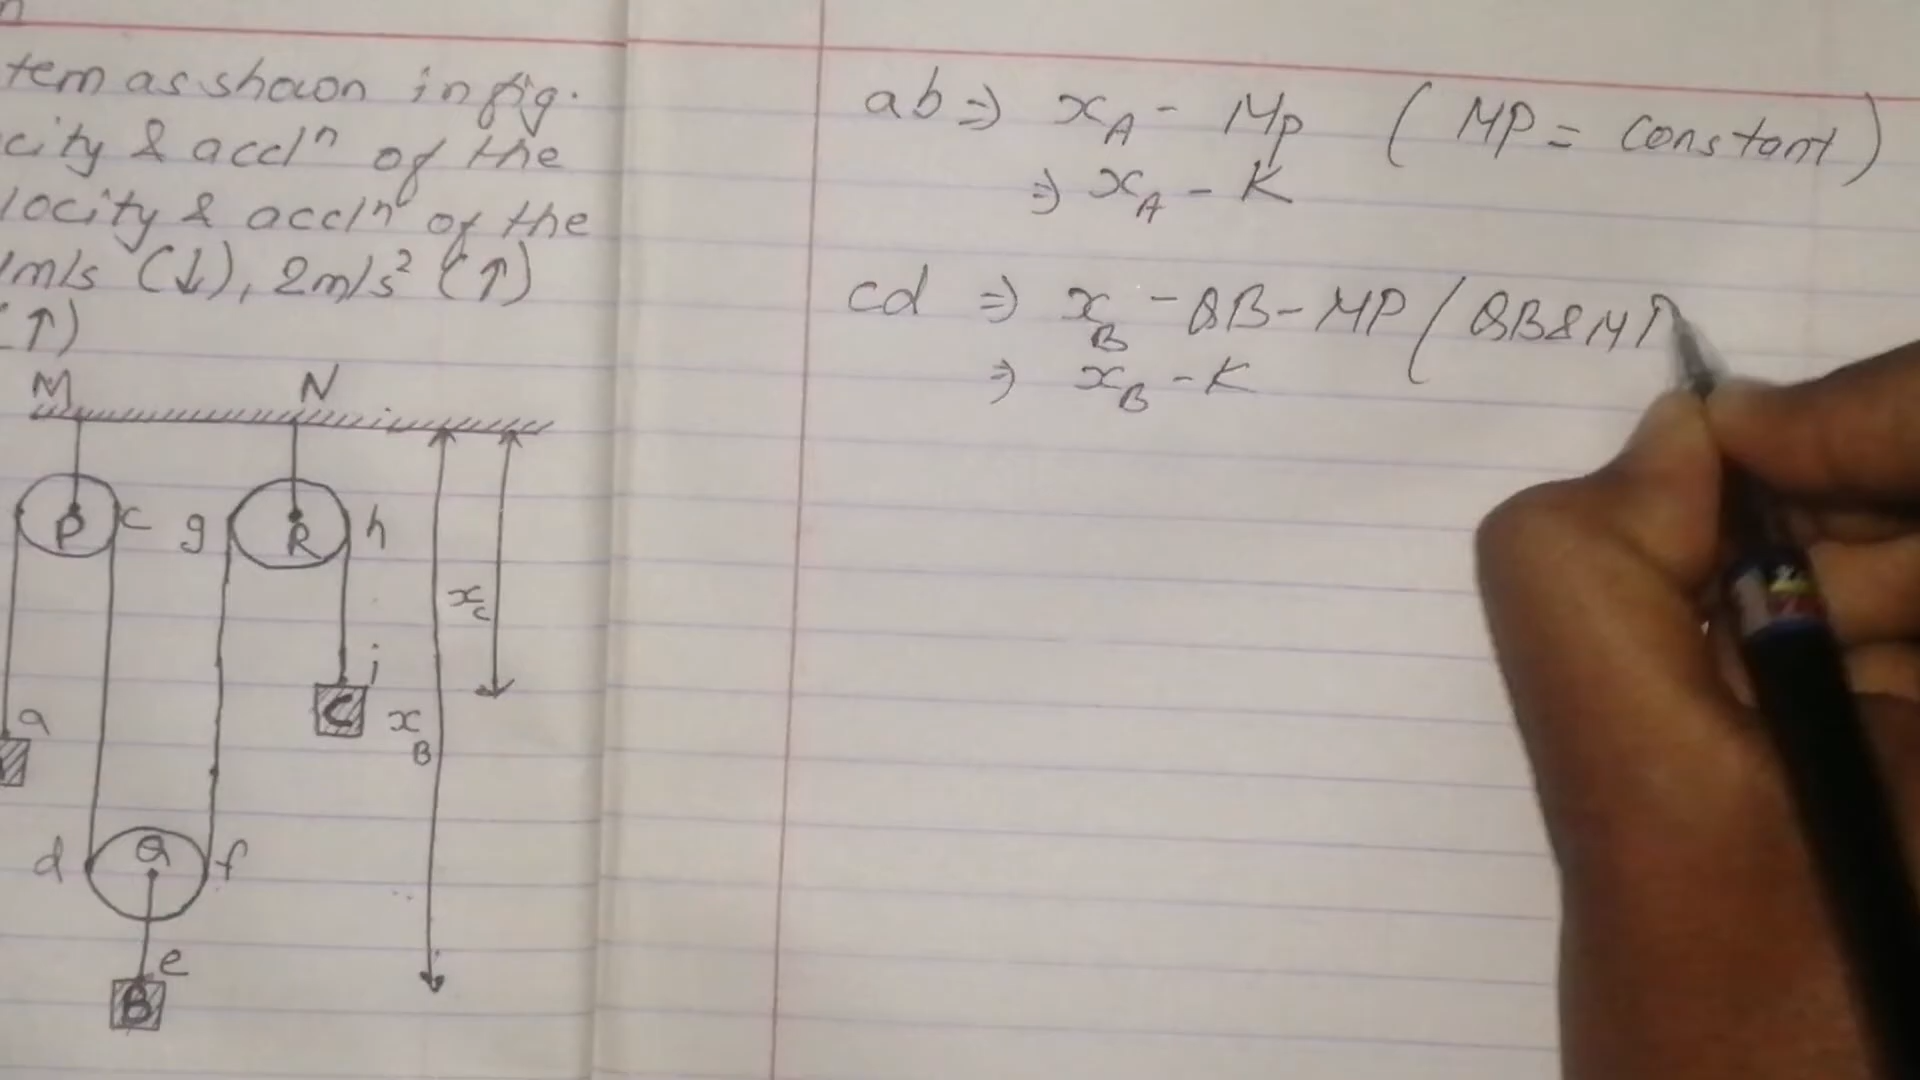 n
tem as shown in fig.
city & accl^n of the
locity & accl^n of the
1m/s (↓), 2m/s² (↑)
(↑)
M N
P c g R h
x_C
a C j x_B
d Q f
e
B
ab ⇒ x_A - MP (MP = constant)
⇒ x_A - K
cd ⇒ x_B - QB - MP (QB & MP
⇒ x_B - K